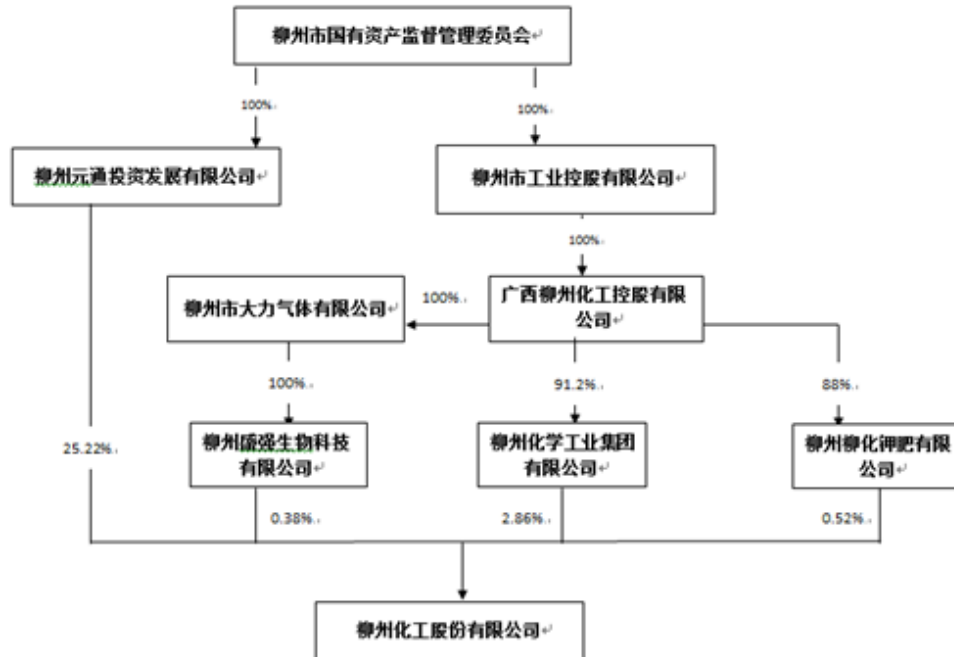 柳州市国有资产监督管理委员会
100%
100%
柳州元通投资发展有限公司
柳州市工业控股有限公司
100%
柳州市大力气体有限公司
100%
广西柳州化工控股有限
公司
100%
91.2%
88%
25.22%
柳州盛强生物科技
有限公司
柳州化学工业集团
有限公司
柳州柳化钾肥有限
公司
0.38%
2.86%
0.52%
柳州化工股份有限公司